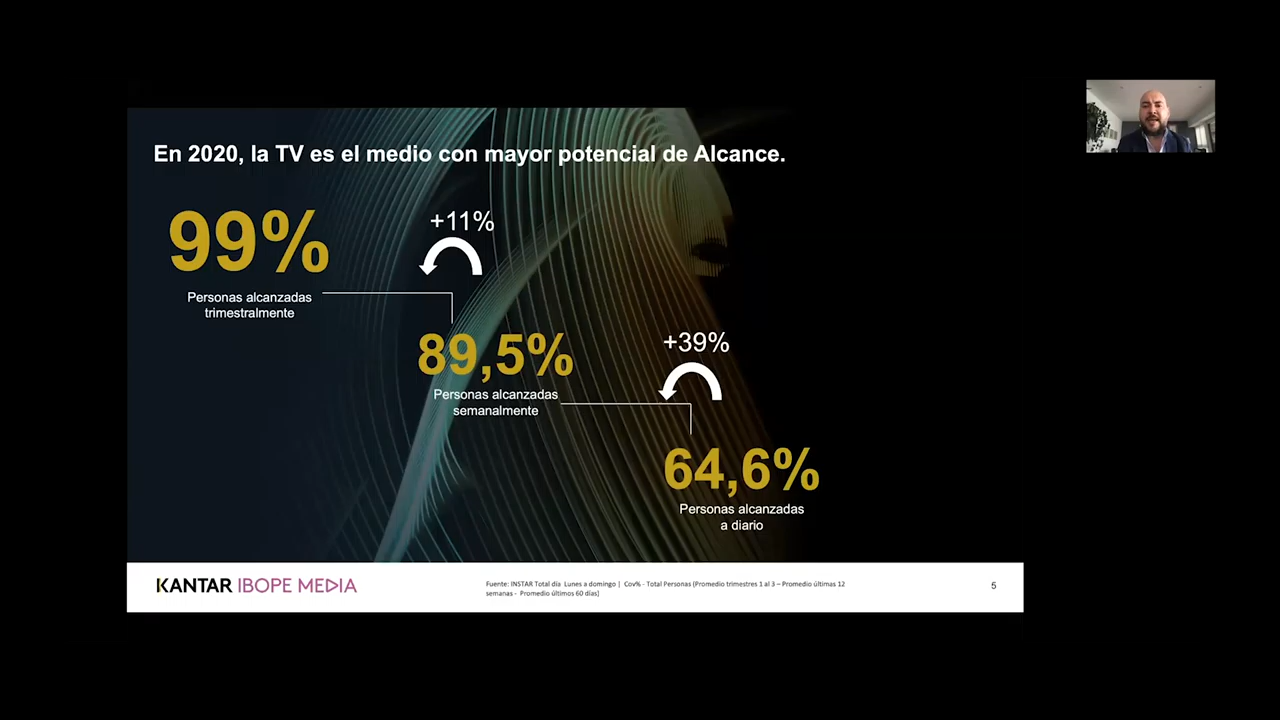 En 2020, la TV es el medio con mayor potencial de Alcance.
99%
Personas alcanzadas
trimestralmente
+11%
89,5%
Personas alcanzadas
semanalmente
+39%
64,6%
Personas alcanzadas
a diario
KANTAR IBOPE MEDIA
Fuente: INSTAR Total día Lunes a domingo | Cov% - Total Personas (Promedio trimestres 1 al 3 – Promedio últimas 12
semanas - Promedio últimos 60 días)
5